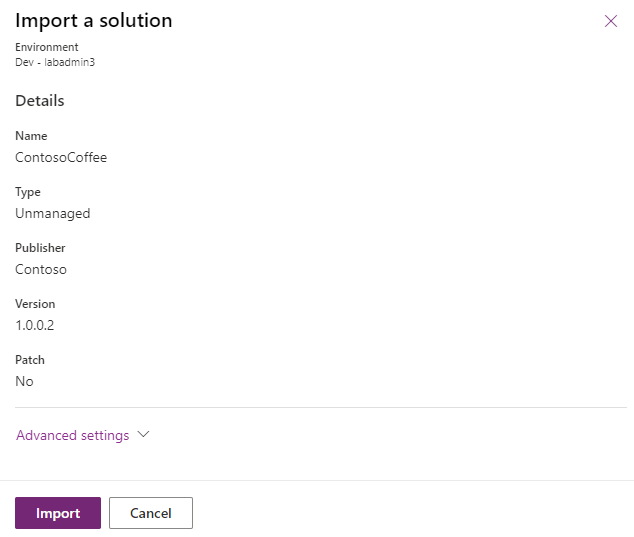 Import a solution
Environment
Dev - labadmin3
Details
Name
ContosoCoffee
Type
Unmanaged
Publisher
Contoso
Version
1.0.0.2
Patch
No
Advanced settings
Import
Cancel